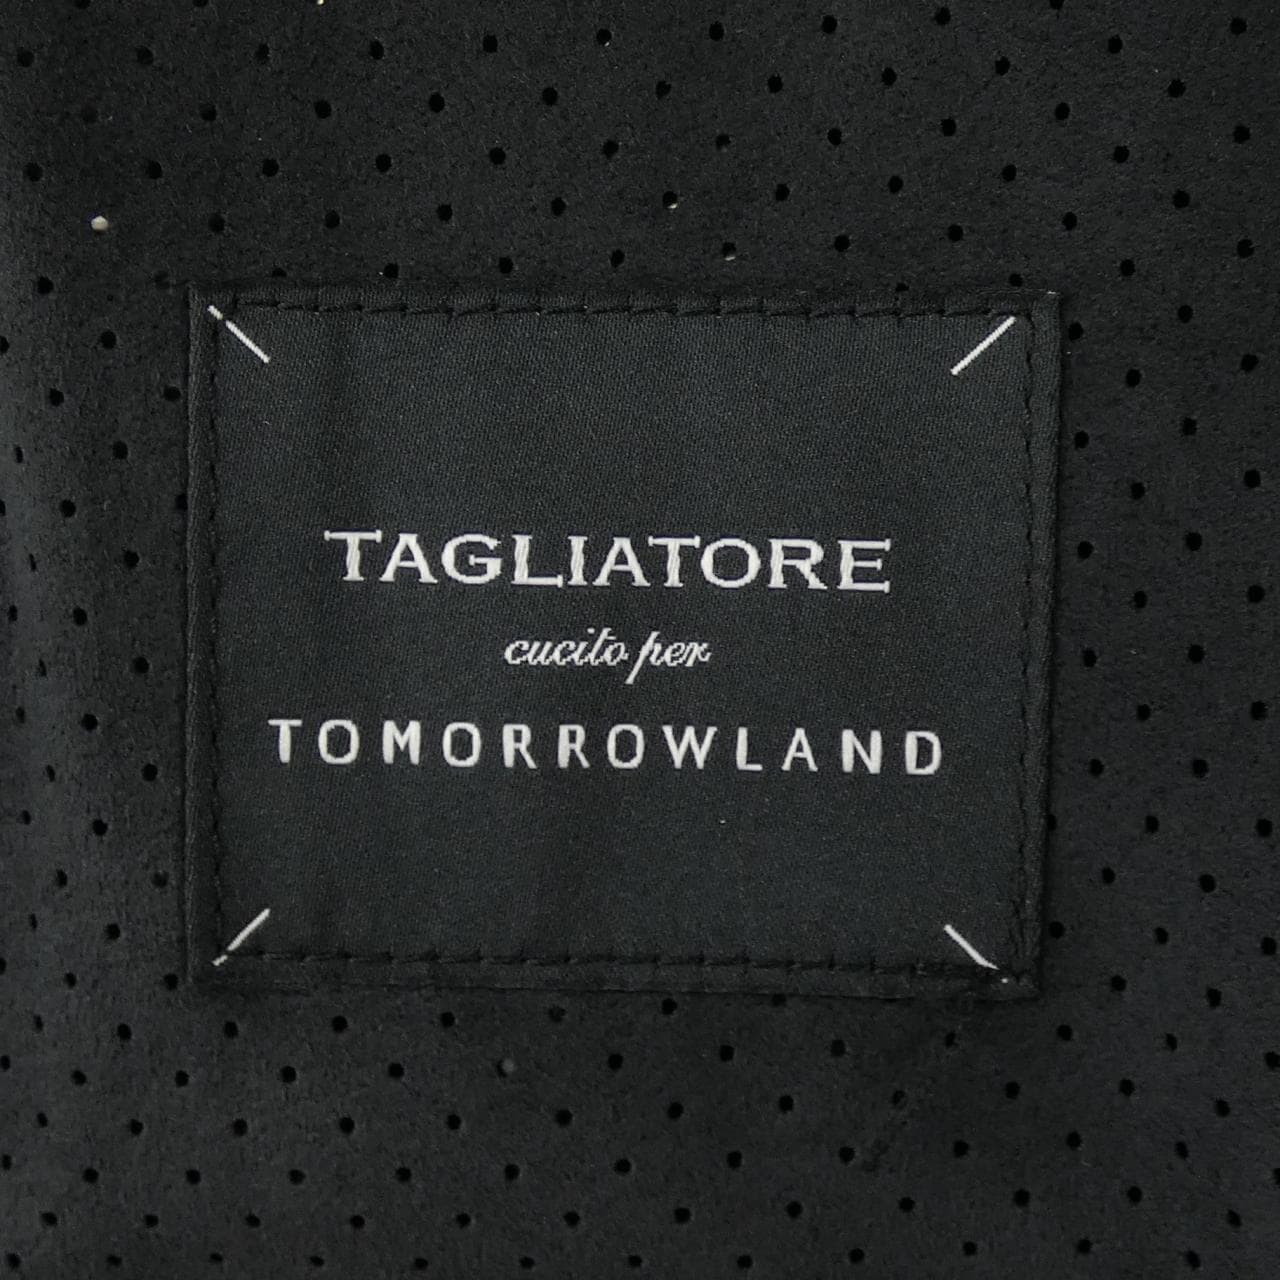 TAGLIATORE
cucito per
TOMORROWLAND